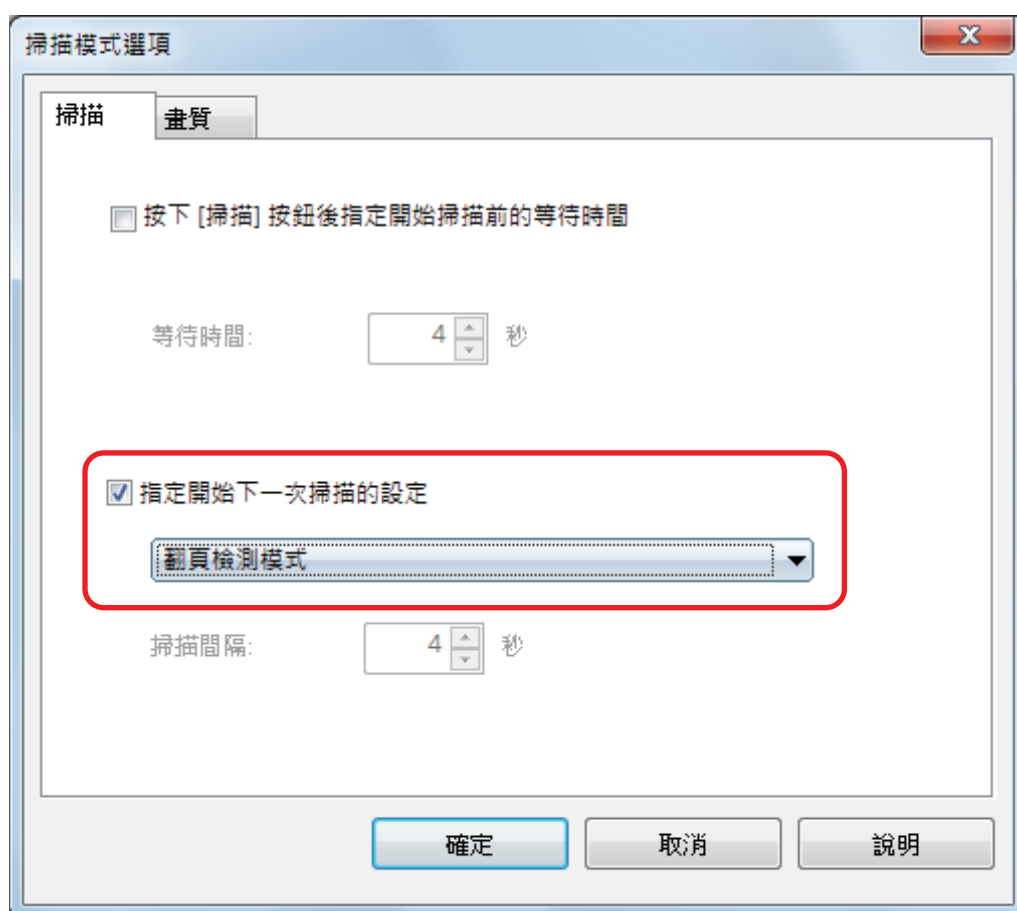 掃描模式選項
掃描 畫質
按下 [掃描] 按鈕後指定開始掃描前的等待時間
等待時間: 4 秒
指定開始下一次掃描的設定
翻頁檢測模式
掃描間隔: 4 秒
確定 取消 說明